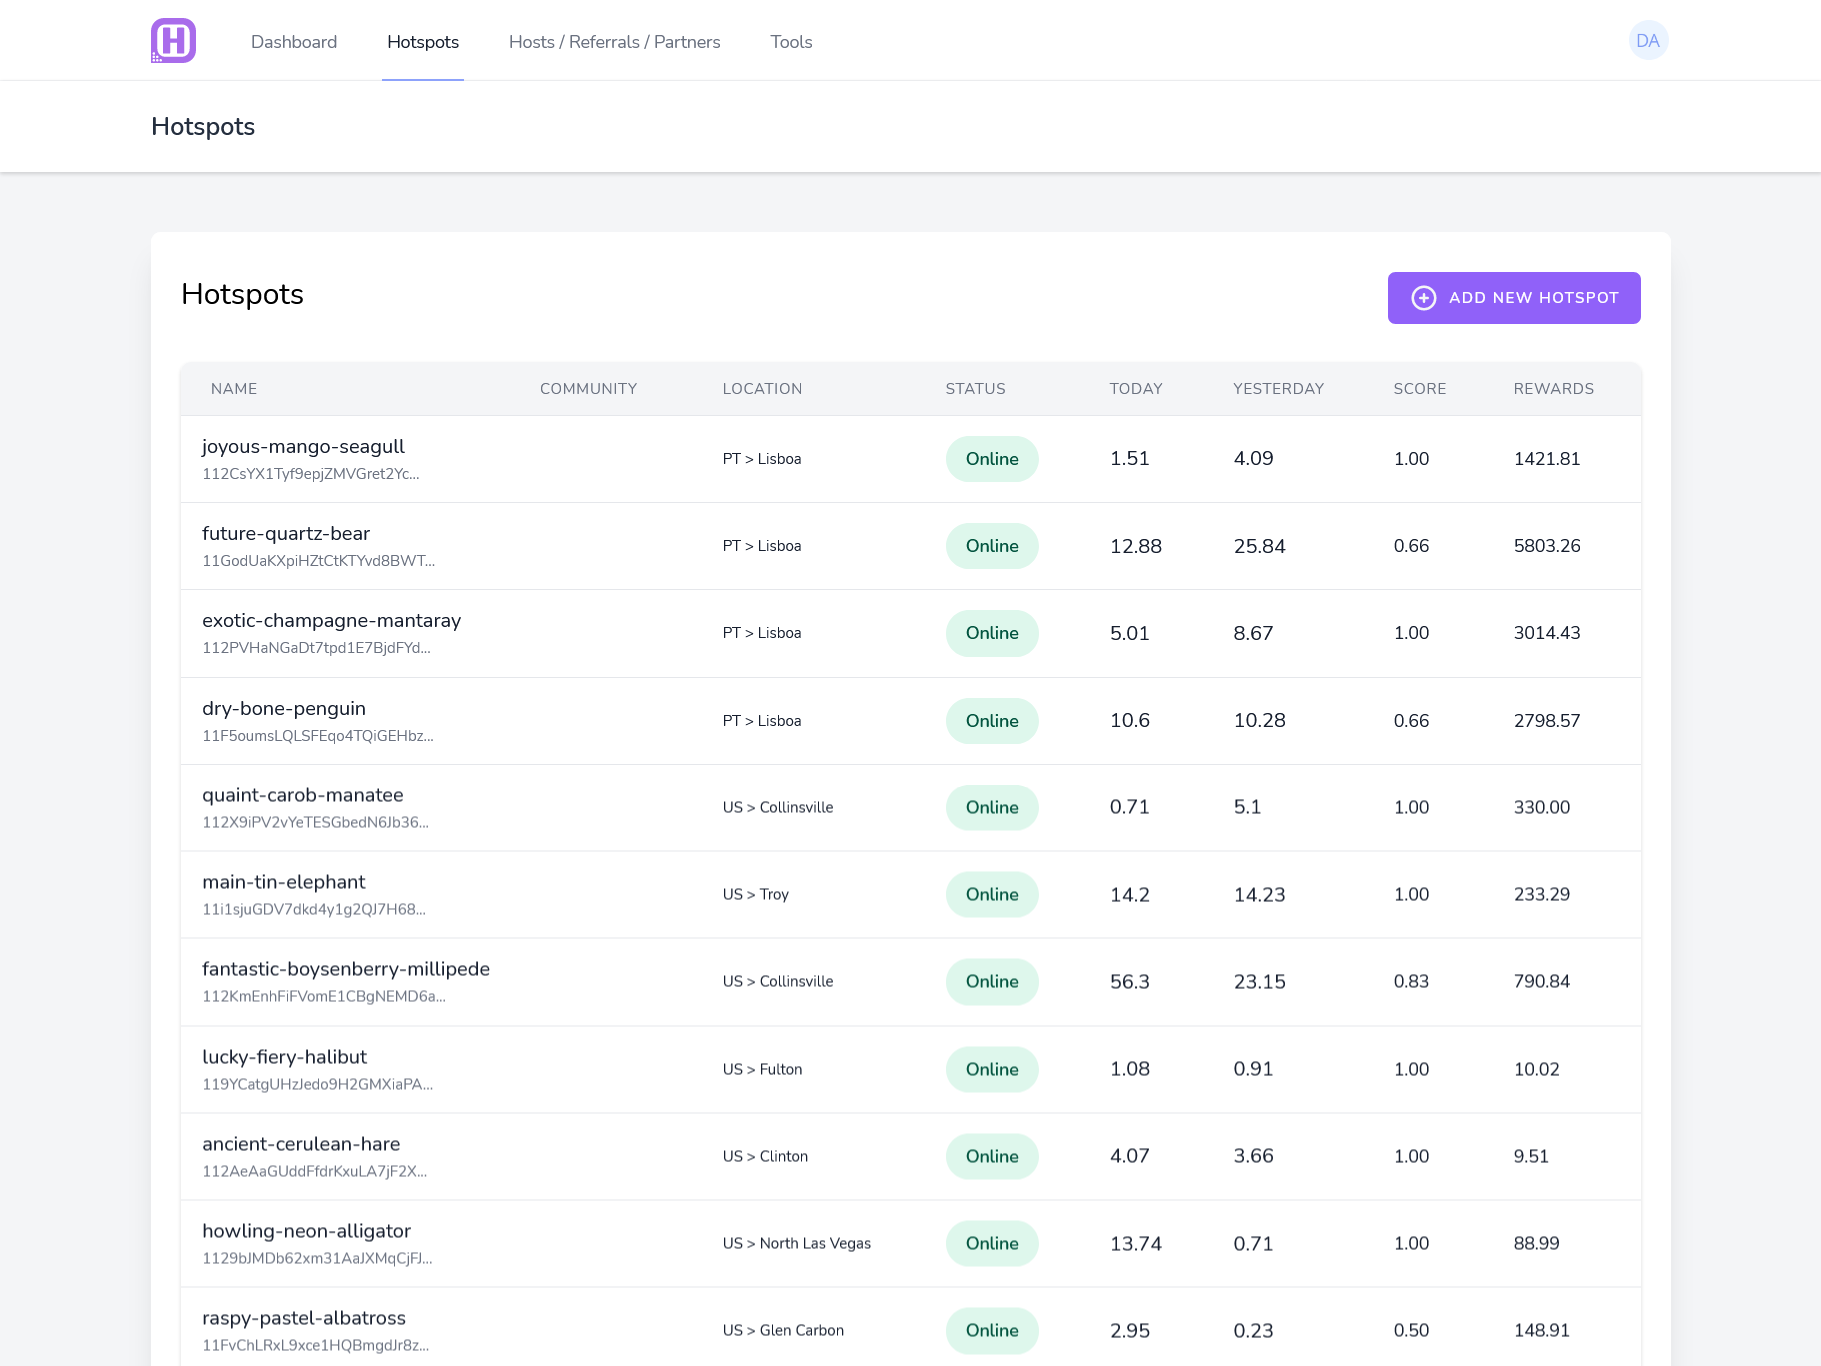 H
Dashboard Hotspots Hosts / Referrals / Partners Tools DA
Hotspots
Hotspots ADD NEW HOTSPOT
NAME COMMUNITY LOCATION STATUS TODAY YESTERDAY SCORE REWARDS
joyous-mango-seagull
112CsYX1Tyf9epjZMVGret2Yc... PT > Lisboa Online 1.51 4.09 1.00 1421.81
future-quartz-bear
11GodUaKXpiHZtCtKTYvd8BWT... PT > Lisboa Online 12.88 25.84 0.66 5803.26
exotic-champagne-mantaray
112PVHaNGaDt7tpd1E7BjdFYd... PT > Lisboa Online 5.01 8.67 1.00 3014.43
dry-bone-penguin
11F5oumsLQLSFEqo4TQiGEHbz... PT > Lisboa Online 10.6 10.28 0.66 2798.57
quaint-carob-manatee
112X9iPV2vYeTESGbedN6Jb36... US > Collinsville Online 0.71 5.1 1.00 330.00
main-tin-elephant
11i1sjuGDV7dkd4y1g2QJ7H68... US > Troy Online 14.2 14.23 1.00 233.29
fantastic-boysenberry-millipede
112KmEnhFiFVomE1CBgNEMD6a... US > Collinsville Online 56.3 23.15 0.83 790.84
lucky-fiery-halibut
119YCatgUHzJedo9H2GMXiaPA... US > Fulton Online 1.08 0.91 1.00 10.02
ancient-cerulean-hare
112AeAaGUddFfdrKxuLA7jF2X... US > Clinton Online 4.07 3.66 1.00 9.51
howling-neon-alligator
1129bJMDb62xm31AaJXMqCjFJ... US > North Las Vegas Online 13.74 0.71 1.00 88.99
raspy-pastel-albatross
11FvChLRxL9xce1HQBmgdJr8z... US > Glen Carbon Online 2.95 0.23 0.50 148.91